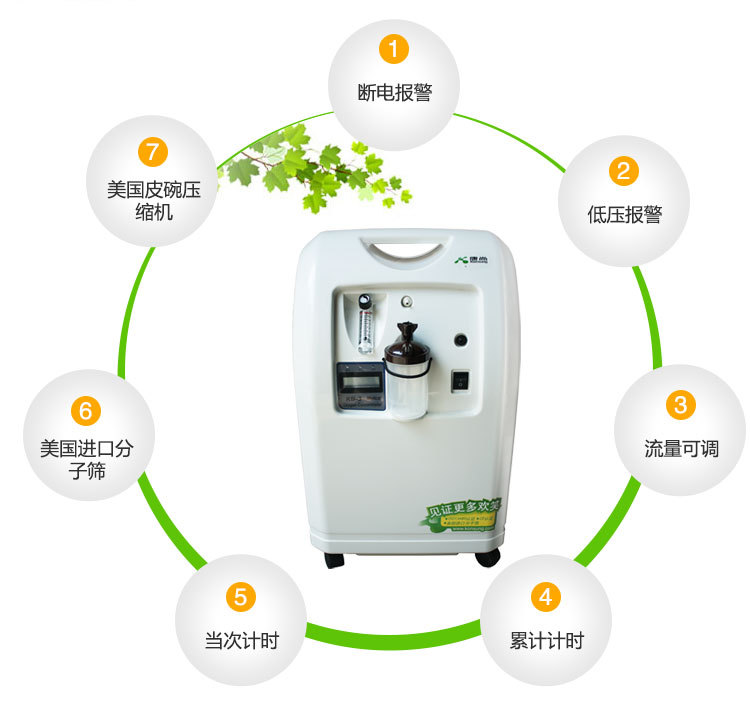 1
断电报警
2
低压报警
3
流量可调
4
累计计时
5
当次计时
6
美国进口分
子筛
7
美国皮碗压
缩机
康尚
见证更多欢笑